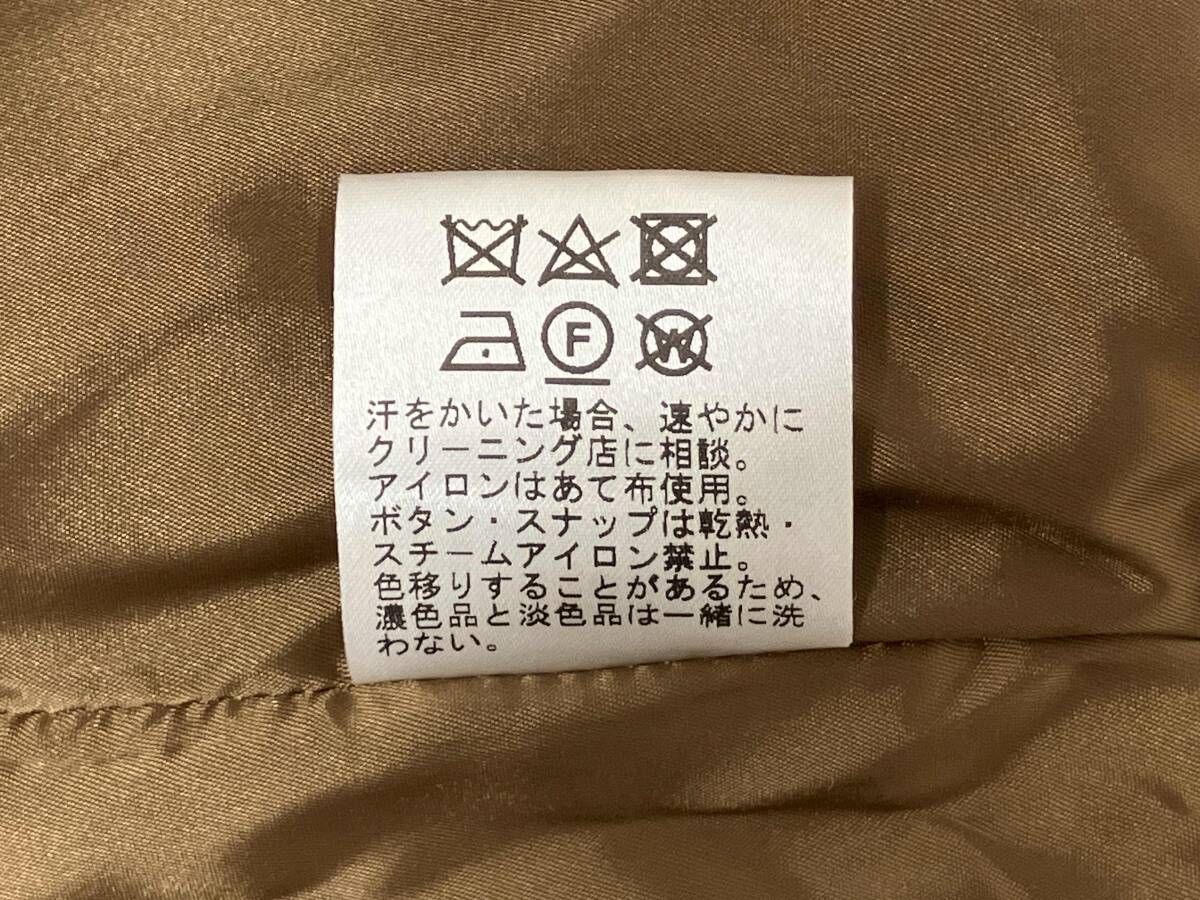 F W
汗をかいた場合、速やかに
クリーニング店に相談。
アイロンはあて布使用。
ボタン・スナップは乾熱・
スチームアイロン禁止。
色移りすることがあるため、
濃色品と淡色品は一緒に洗
わない。